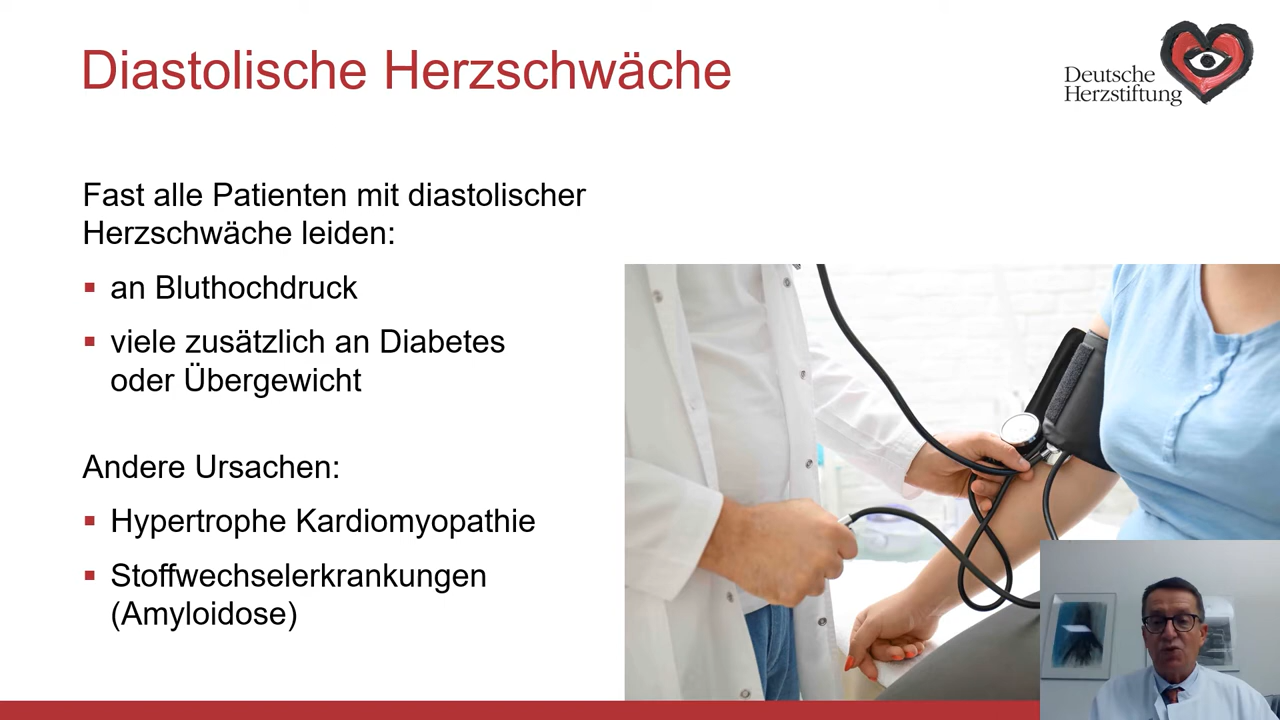 Diastolische Herzschwäche
Deutsche
Herzstiftung
Fast alle Patienten mit diastolischer
Herzschwäche leiden:
▪ an Bluthochdruck
▪ viele zusätzlich an Diabetes
oder Übergewicht
Andere Ursachen:
▪ Hypertrophe Kardiomyopathie
▪ Stoffwechselerkrankungen
(Amyloidose)